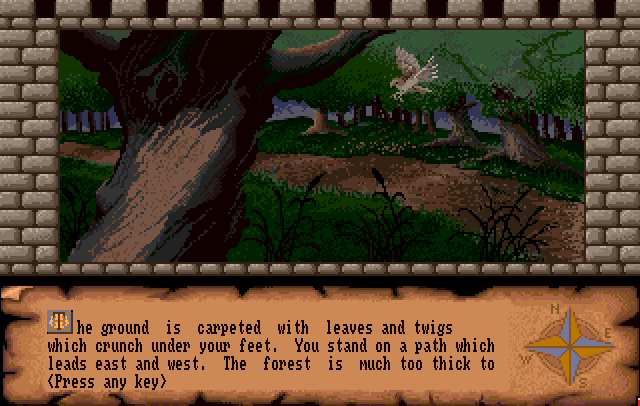 The ground is carpeted with leaves and twigs
which crunch under your feet. You stand on a path which
leads east and west. The forest is much too thick to
<Press any key>
N
E
W
S